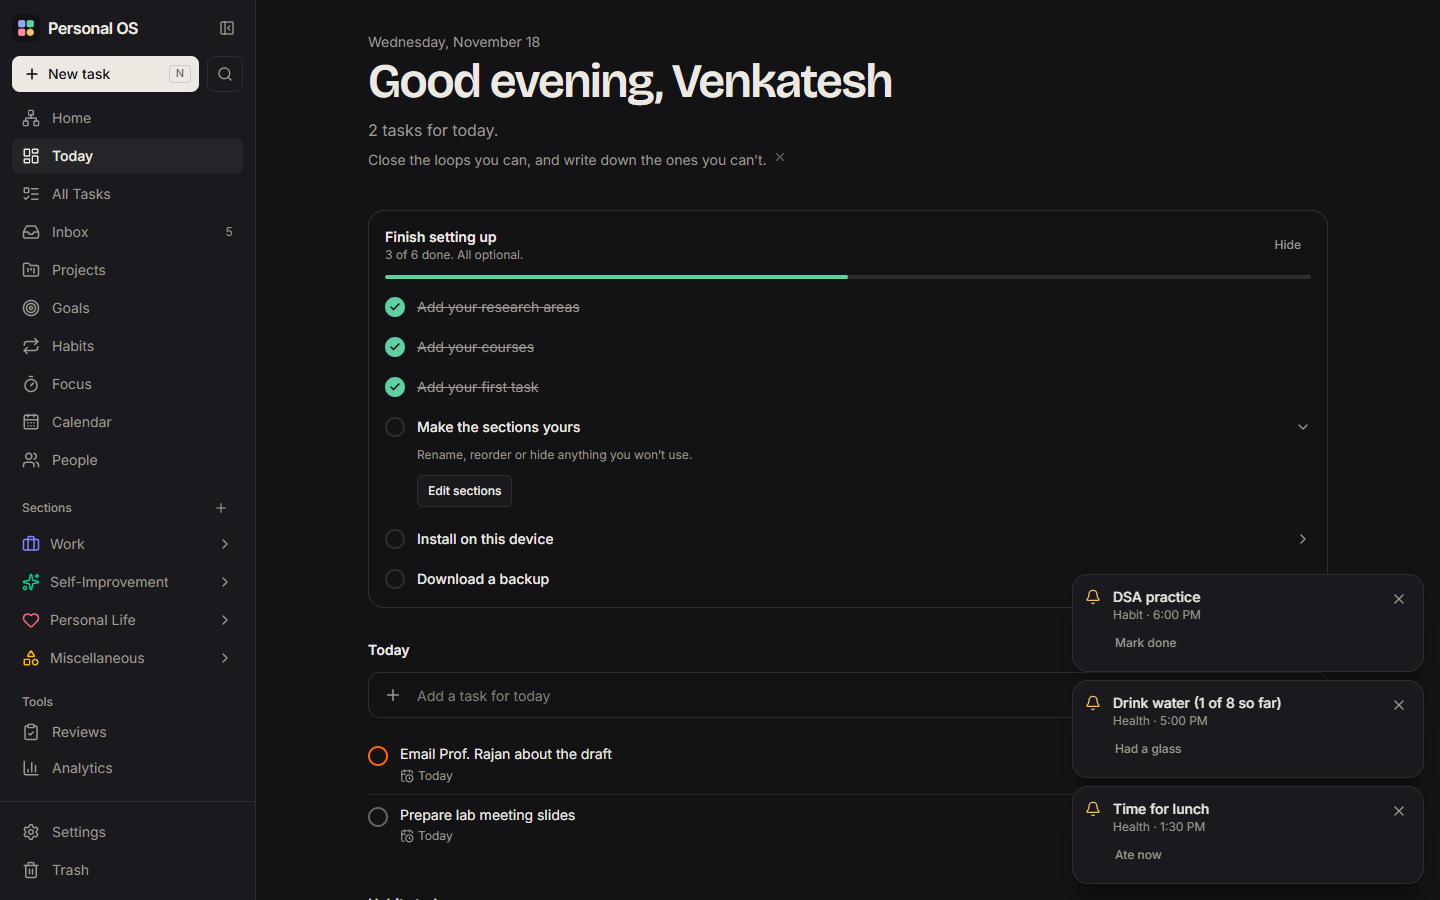 Personal OS
New task N
Home
Today
All Tasks
Inbox 5
Projects
Goals
Habits
Focus
Calendar
People
Sections
Work
Self-Improvement
Personal Life
Miscellaneous
Tools
Reviews
Analytics
Settings
Trash
Wednesday, November 18
Good evening, Venkatesh
2 tasks for today.
Close the loops you can, and write down the ones you can't.
Finish setting up
3 of 6 done. All optional.
Hide
Add your research areas
Add your courses
Add your first task
Make the sections yours
Rename, reorder or hide anything you won't use.
Edit sections
Install on this device
Download a backup
Today
Add a task for today
Email Prof. Rajan about the draft
Today
Prepare lab meeting slides
Today
DSA practice
Habit · 6:00 PM
Mark done
Drink water (1 of 8 so far)
Health · 5:00 PM
Had a glass
Time for lunch
Health · 1:30 PM
Ate now